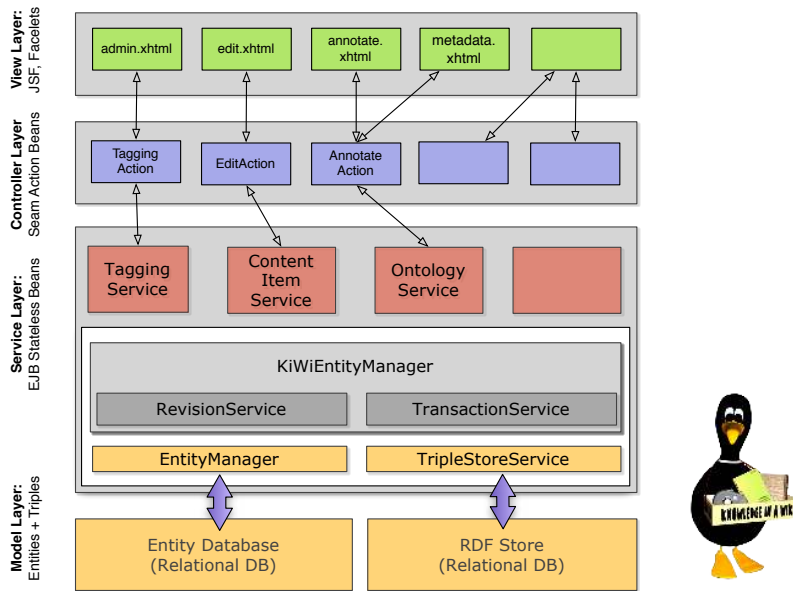 View Layer:
JSF, Facelets
admin.xhtml
edit.xhtml
annotate.
xhtml
metadata.
xhtml
Controller Layer
Seam Action Beans
Tagging
Action
EditAction
Annotate
Action
Service Layer:
EJB Stateless Beans
Tagging
Service
Content
Item
Service
Ontology
Service
KiWiEntityManager
RevisionService
TransactionService
EntityManager
TripleStoreService
Model Layer:
Entities + Triples
Entity Database
(Relational DB)
RDF Store
(Relational DB)
KNOWLEDGE IN A WIKI